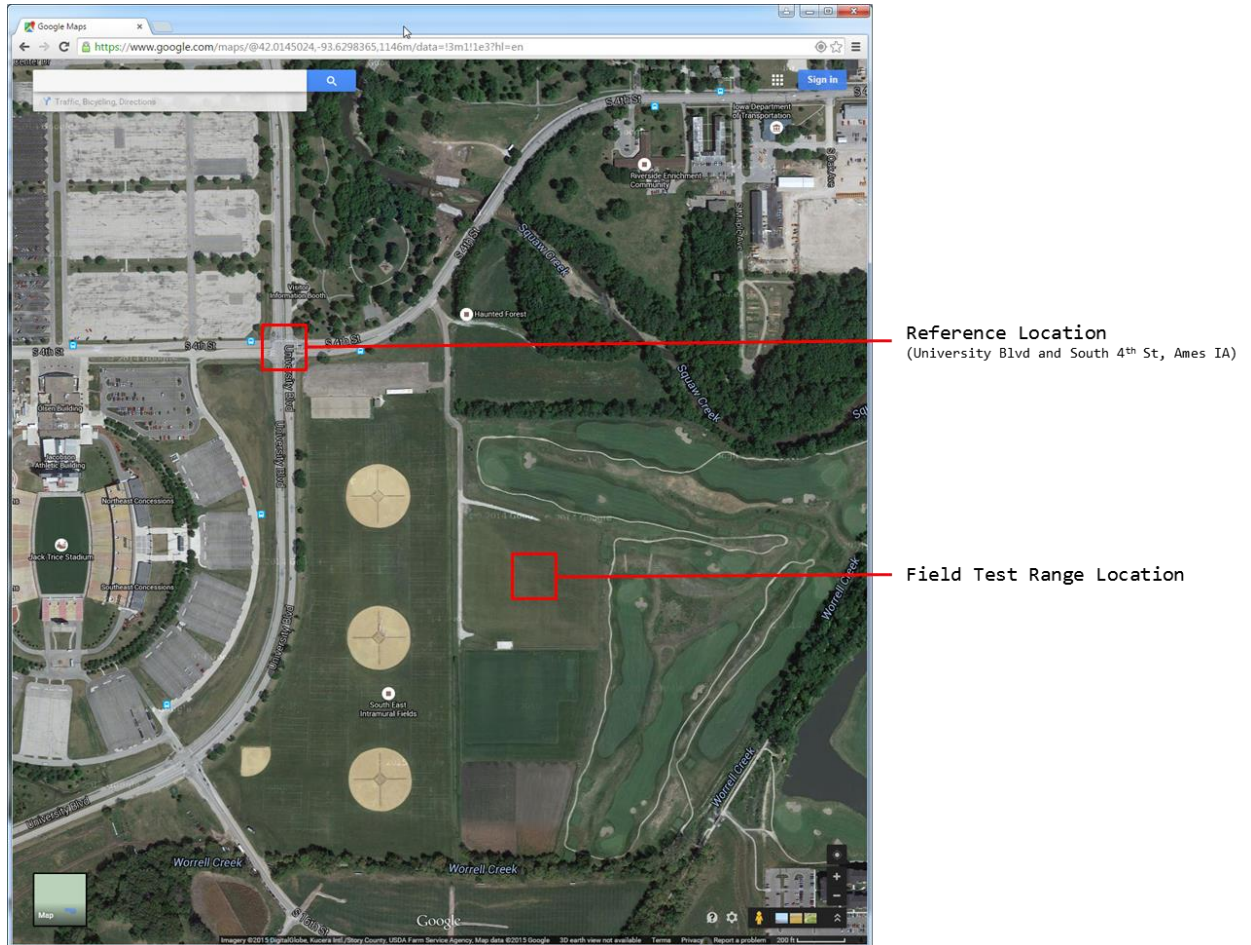 Google Maps
https://www.google.com/maps/@42.0145024,-93.6298365,1146m/data=!3m1!1e3?hl=en
Sign in
Traffic, Bicycling, Directions
S 4th St
Iowa Department
of Transportation
Riverside Enrichment
Community
S 4th St
Squaw Creek
Visitor
Information Booth
Haunted Forest
S 4th St
S 4th St
S 4th St
University Blvd
Reference Location
(University Blvd and South 4th St, Ames IA)
Squaw Creek
Squ
Olsen Building
Jacobson
Athletic Building
University Blvd
Northeast Concessions
Jack Trice Stadium
Southeast Concessions
Field Test Range Location
Worrell Creek
University Blvd
South East
Intramural Fields
Worrell Creek
University Blvd
Worrell Creek
Worrell Creek
Map
S 16th St
Google
Imagery ©2015 DigitalGlobe, Kucera Intl./Story County, USDA Farm Service Agency, Map data ©2015 Google 3D earth view not available Terms Privacy Report a problem 200 ft